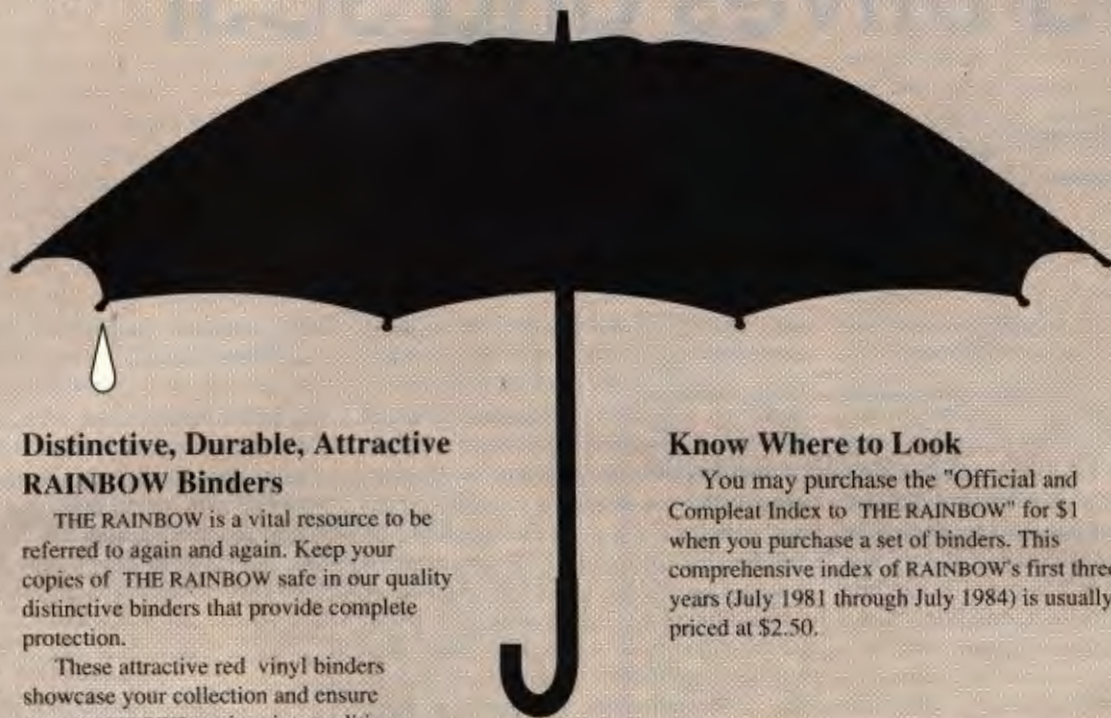 Distinctive, Durable, Attractive
RAINBOW Binders
THE RAINBOW is a vital resource to be
referred to again and again. Keep your
copies of THE RAINBOW safe in our quality
distinctive binders that provide complete
protection.
These attractive red vinyl binders
showcase your collection and ensure
Know Where to Look
You may purchase the "Official and
Compleat Index to THE RAINBOW" for $1
when you purchase a set of binders. This
comprehensive index of RAINBOW's first three
years (July 1981 through July 1984) is usually
priced at $2.50.